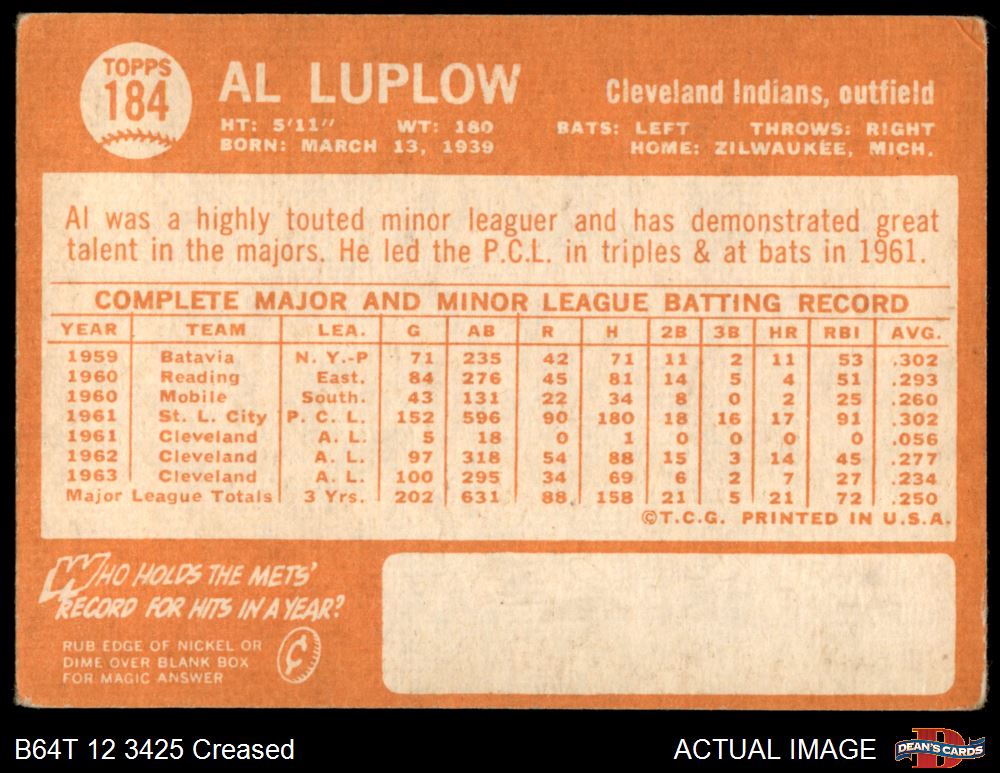 TOPPS
184
AL LUPLOW
Cleveland Indians, outfield
HT: 5'11" WT: 180 BATS: LEFT THROWS: RIGHT
BORN: MARCH 13, 1939 HOME: ZILWAUKEE, MICH.
Al was a highly touted minor leaguer and has demonstrated great
talent in the majors. He led the P.C.L. in triples & at bats in 1961.
COMPLETE MAJOR AND MINOR LEAGUE BATTING RECORD
YEAR TEAM LEA. G AB R H 2B 3B HR RBI AVG.
1959 Batavia N. Y.-P 71 235 42 71 11 2 11 53 .302
1960 Reading East. 84 276 45 81 14 5 4 51 .293
1960 Mobile South. 43 131 22 34 8 0 2 25 .260
1961 St. L. City P. C. L. 152 596 90 180 18 16 17 91 .302
1961 Cleveland A. L. 5 18 0 1 0 0 0 0 .056
1962 Cleveland A. L. 97 318 54 88 15 3 14 45 .277
1963 Cleveland A. L. 100 295 34 69 6 2 7 27 .234
Major League Totals 3 Yrs. 202 631 88 158 21 5 21 72 .250
©T.C.G. PRINTED IN U.S.A.
WHO HOLDS THE METS'
RECORD FOR HITS IN A YEAR?
RUB EDGE OF NICKEL OR
DIME OVER BLANK BOX
FOR MAGIC ANSWER
¢
B64T 12 3425 Creased
ACTUAL IMAGE
D
DEAN'S CARDS